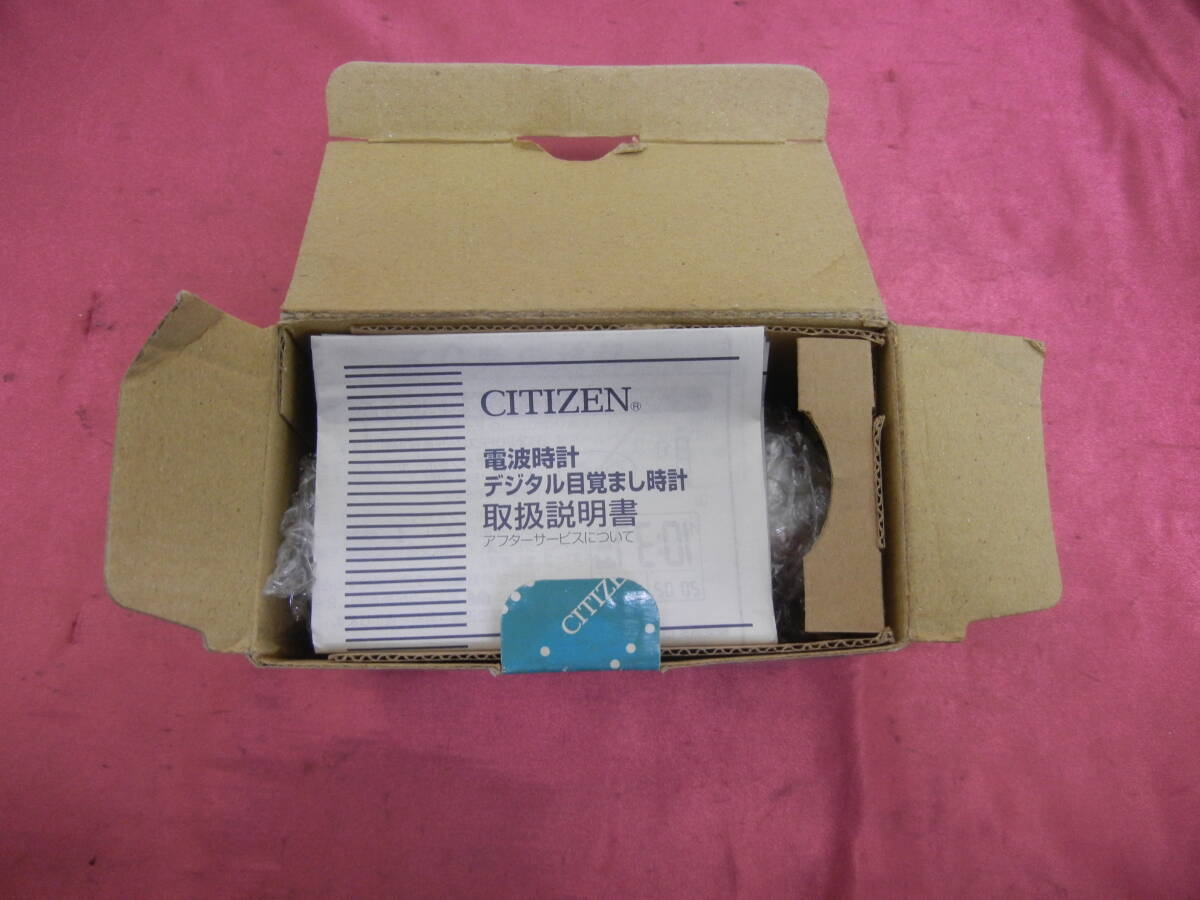 CITIZEN®
電波時計
デジタル目覚まし時計
取扱説明書
アフターサービスについて
CITIZE